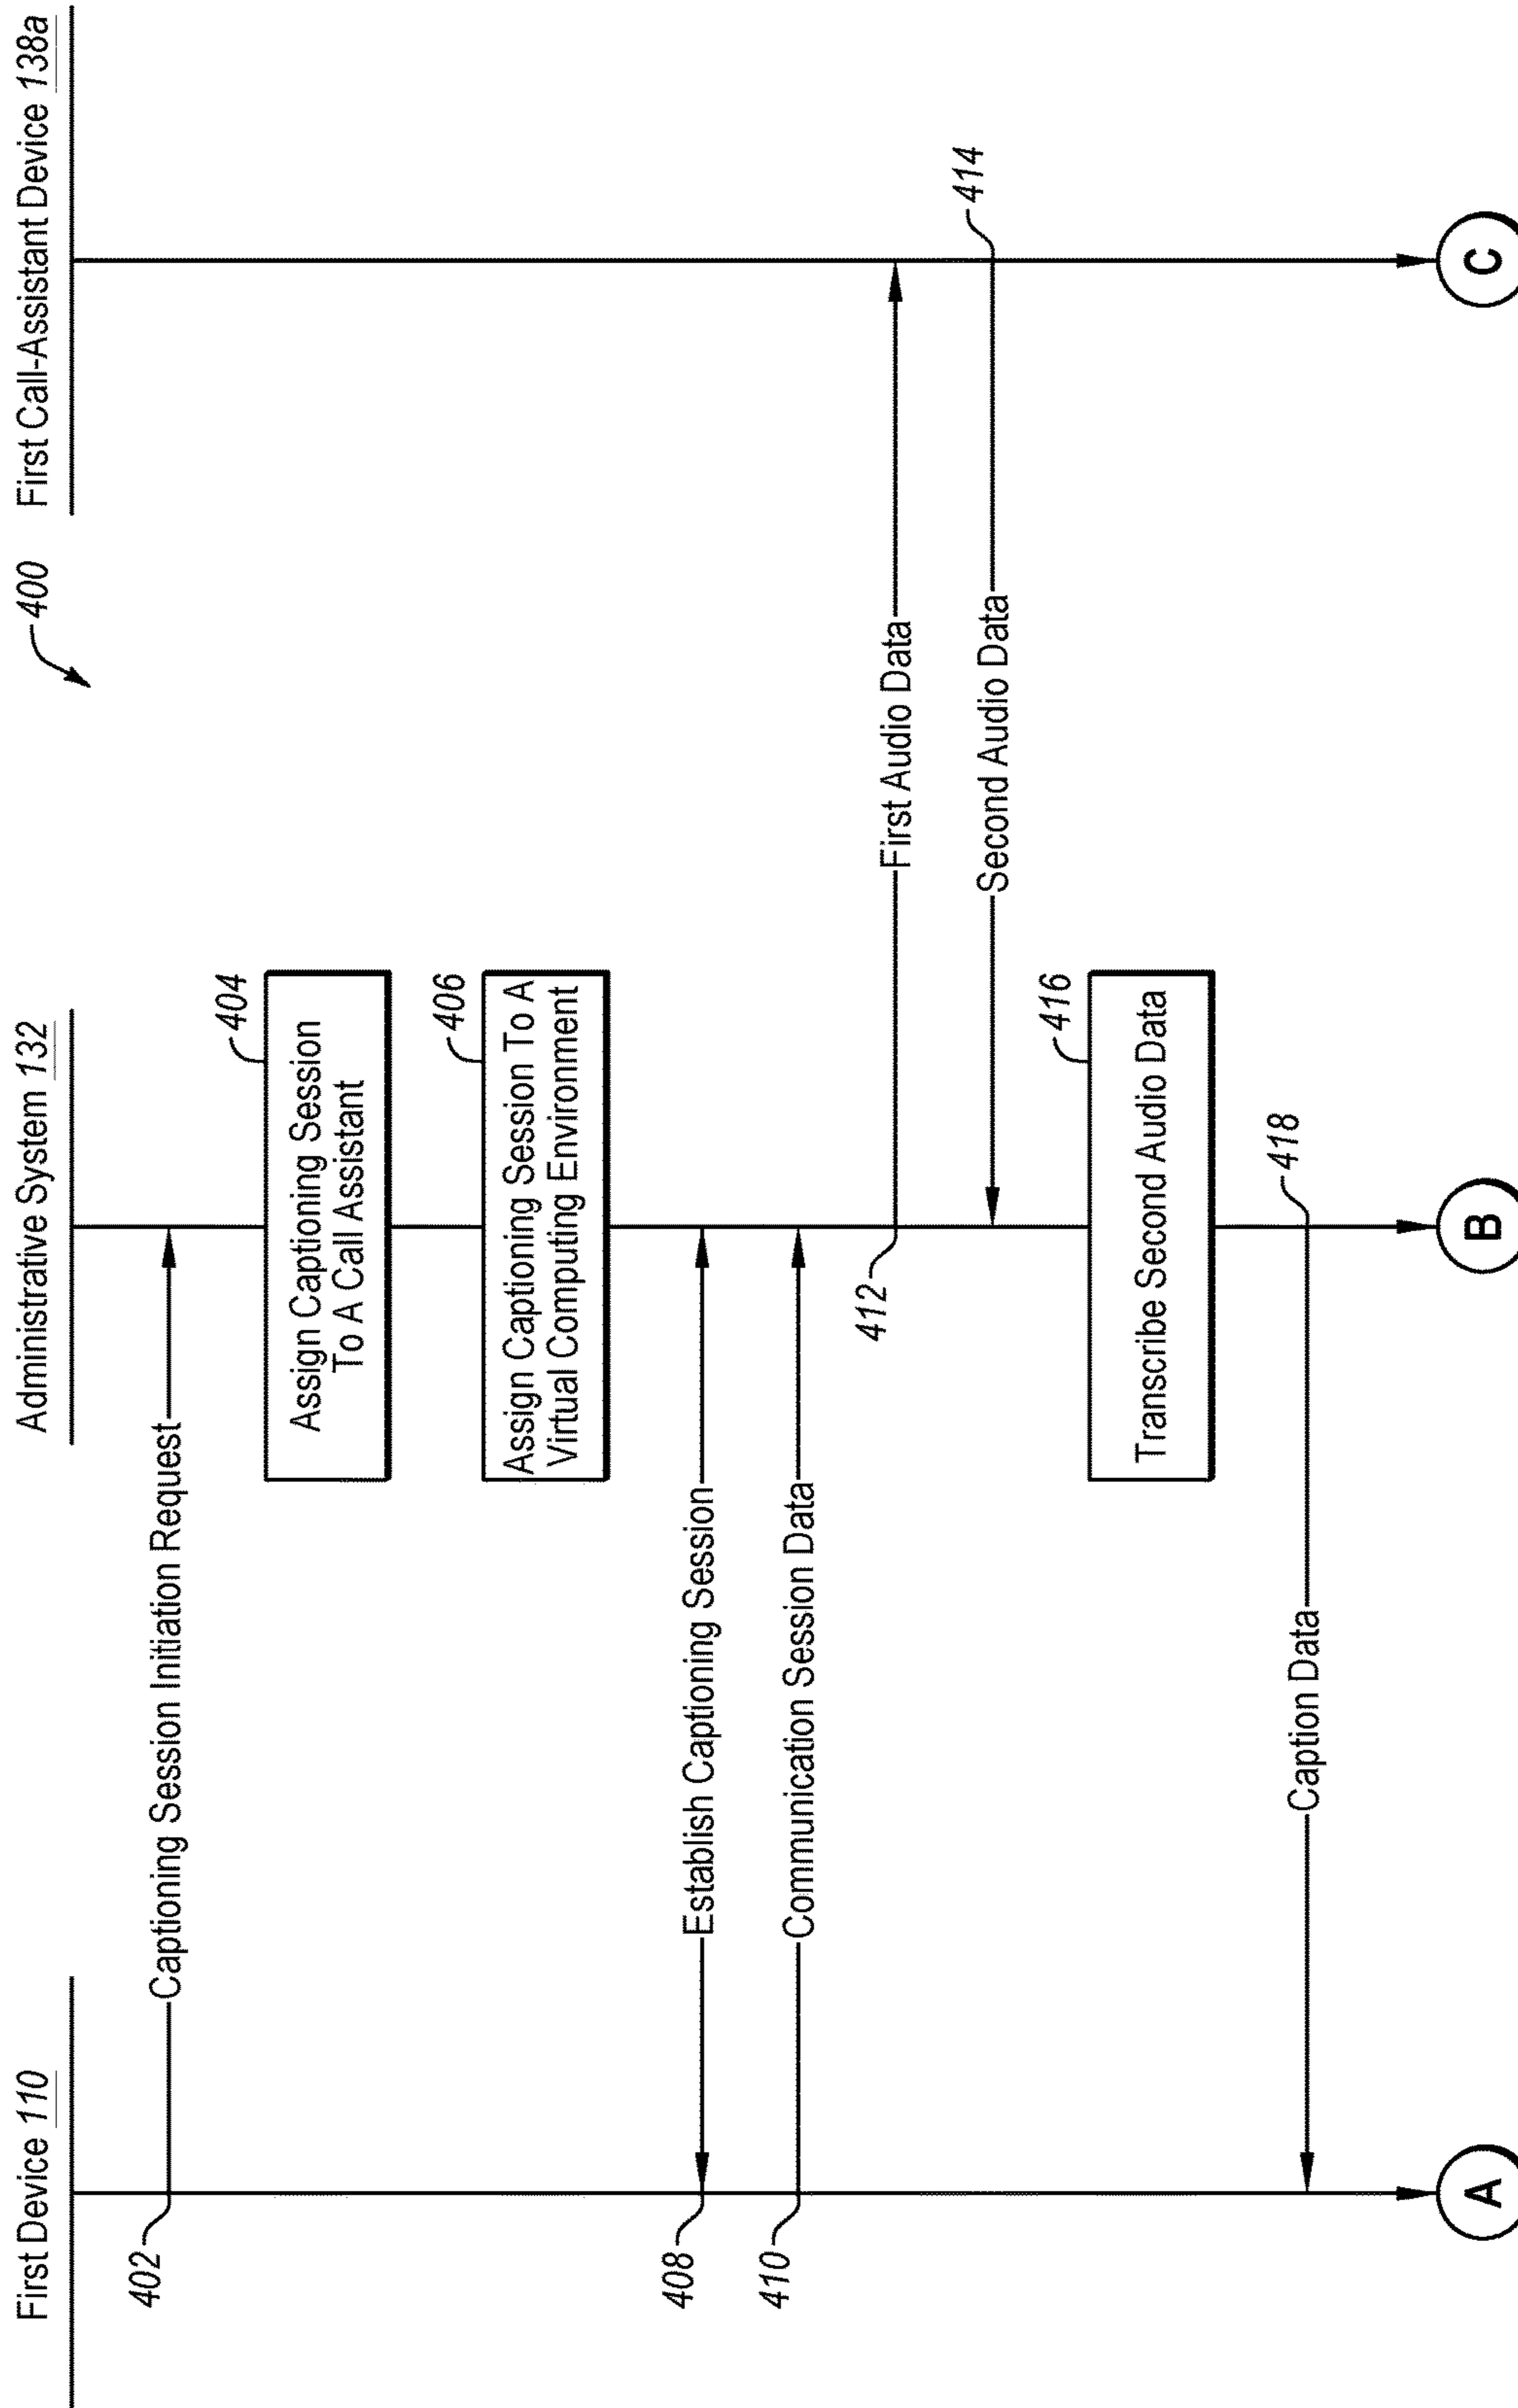 First Device 110
Administrative System 132
400
First Call-Assistant Device 138a
402
Captioning Session Initiation Request
404
Assign Captioning Session
To A Call Assistant
406
Assign Captioning Session To A
Virtual Computing Environment
408
Establish Captioning Session
410
Communication Session Data
412
First Audio Data
414
Second Audio Data
416
Transcribe Second Audio Data
418
Caption Data
A
B
C